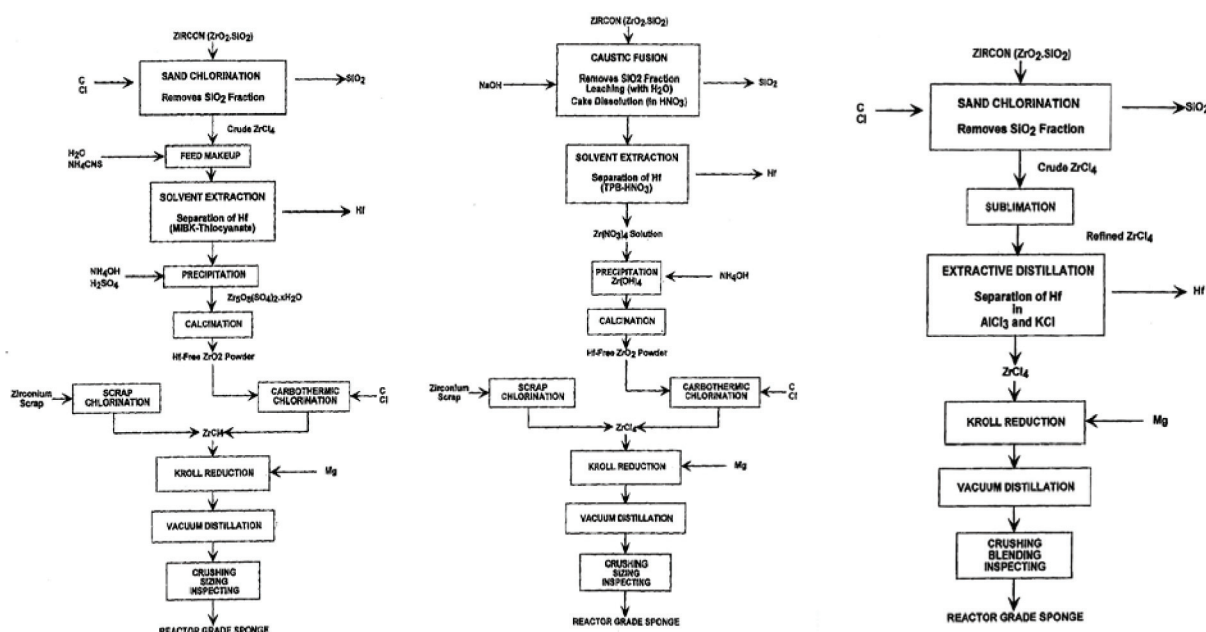 ZIRCON (ZrO2.SiO2)
C
Cl
SAND CHLORINATION
Removes SiO2 Fraction
SiO2
Crude ZrCl4
H2O
NH4CNS
FEED MAKEUP
SOLVENT EXTRACTION
Separation of Hf
(MIBK-Thiocyanate)
Hf
NH4OH
H2SO4
PRECIPITATION
Zr5O8(SO4)2.xH2O
CALCINATION
Hf-Free ZrO2 Powder
Zirconium
Scrap
SCRAP
CHLORINATION
CARBOTHERMIC
CHLORINATION
C
Cl
ZrCl4
KROLL REDUCTION
Mg
VACUUM DISTILLATION
CRUSHING
SIZING
INSPECTING
REACTOR GRADE SPONGE
ZIRCON (ZrO2.SiO2)
NaOH
CAUSTIC FUSION
Removes SiO2 Fraction
Leaching (with H2O)
Cake Dissolution (in HNO3)
SiO2
SOLVENT EXTRACTION
Separation of Hf
(TPB-HNO3)
Hf
Zr(NO3)4 Solution
PRECIPITATION
Zr(OH)4
NH4OH
CALCINATION
Hf-Free ZrO2 Powder
Zirconium
Scrap
SCRAP
CHLORINATION
CARBOTHERMIC
CHLORINATION
C
Cl
ZrCl4
KROLL REDUCTION
Mg
VACUUM DISTILLATION
CRUSHING
SIZING
INSPECTING
REACTOR GRADE SPONGE
ZIRCON (ZrO2.SiO2)
C
Cl
SAND CHLORINATION
Removes SiO2 Fraction
SiO2
Crude ZrCl4
SUBLIMATION
Refined ZrCl4
EXTRACTIVE DISTILLATION
Separation of Hf
in
AlCl3 and KCl
Hf
ZrCl4
KROLL REDUCTION
Mg
VACUUM DISTILLATION
CRUSHING
BLENDING
INSPECTING
REACTOR GRADE SPONGE